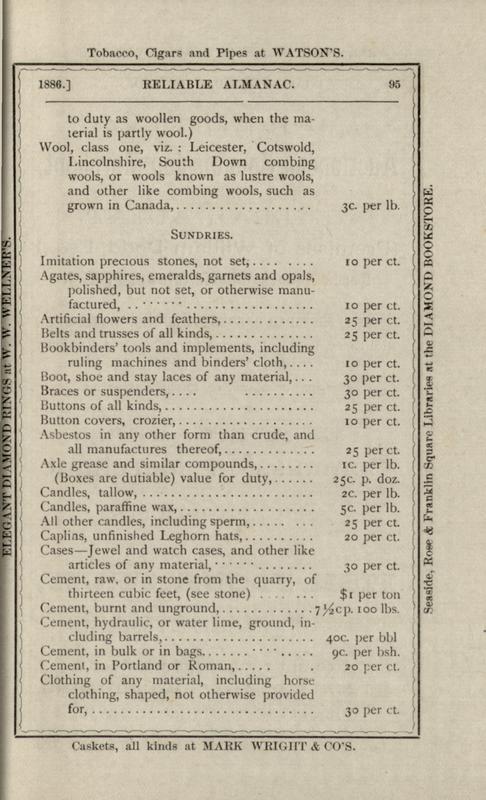 Tobacco, Cigars and Pipes at WATSON'S.
1886.] RELIABLE ALMANAC. 95
to duty as woollen goods, when the ma-
terial is partly wool.)
Wool, class one, viz. : Leicester, Cotswold,
Lincolnshire, South Down combing
wools, or wools known as lustre wools,
and other like combing wools, such as
grown in Canada,.................. 3c. per lb.
SUNDRIES.
Imitation precious stones, not set,.... .... 10 per ct.
Agates, sapphires, emeralds, garnets and opals,
polished, but not set, or otherwise manu-
factured, ......................... 10 per ct.
Artificial flowers and feathers,............. 25 per ct.
Belts and trusses of all kinds,.............. 25 per ct.
Bookbinders' tools and implements, including
ruling machines and binders' cloth,.... 10 per ct.
Boot, shoe and stay laces of any material,... 30 per ct.
Braces or suspenders,.... .......... 30 per ct.
Buttons of all kinds,...................... 25 per ct.
Button covers, crozier,.................... 10 per ct.
Asbestos in any other form than crude, and
all manufactures thereof,.............. 25 per ct.
Axle grease and similar compounds,........ 1c. per lb.
(Boxes are dutiable) value for duty,...... 25c. p. doz.
Candles, tallow, ......................... 2c. per lb.
Candles, paraffine wax,.................... 5c. per lb.
All other candles, including sperm,..... ... 25 per ct.
Caplins, unfinished Leghorn hats,.......... 20 per ct.
Cases—Jewel and watch cases, and other like
articles of any material, .............. 30 per ct.
Cement, raw, or in stone from the quarry, of
thirteen cubic feet, (see stone) .... ... $1 per ton
Cement, burnt and unground,............. 7½c p. 100 lbs.
Cement, hydraulic, or water lime, ground, in-
cluding barrels,...................... 40c. per bbl
Cement, in bulk or in bags................ 9c. per bsh.
Cement, in Portland or Roman,..... . 20 per ct.
Clothing of any material, including horse
clothing, shaped, not otherwise provided
for, ................................ 30 per ct.
Caskets, all kinds at MARK WRIGHT & CO'S.
ELEGANT DIAMOND RINGS at W. W. WELLNER'S.
Seaside, Rose & Franklin Square Libraries at the DIAMOND BOOKSTORE.